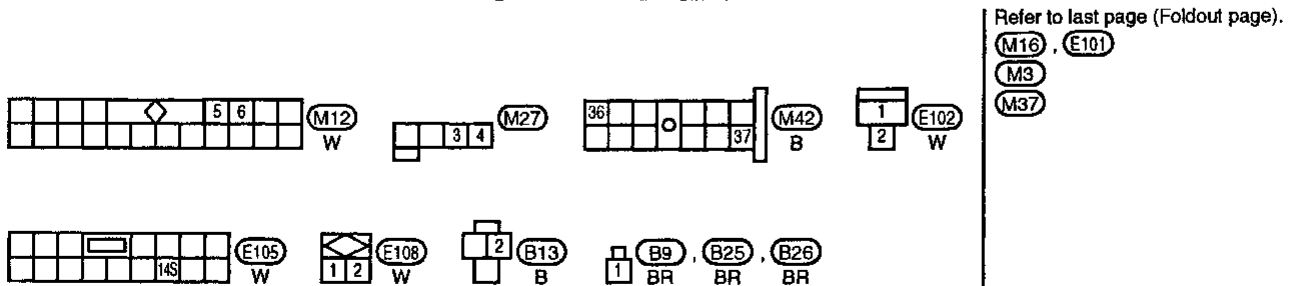 Refer to last page (Foldout page).
M16 , E101
M3
M37
5 6 M12
W
3 4 M27
36 37 M42
B
1 2 E102
W
14S E105
W
1 2 E108
W
2 B13
B
1 B9 , B25 , B26
BR BR BR